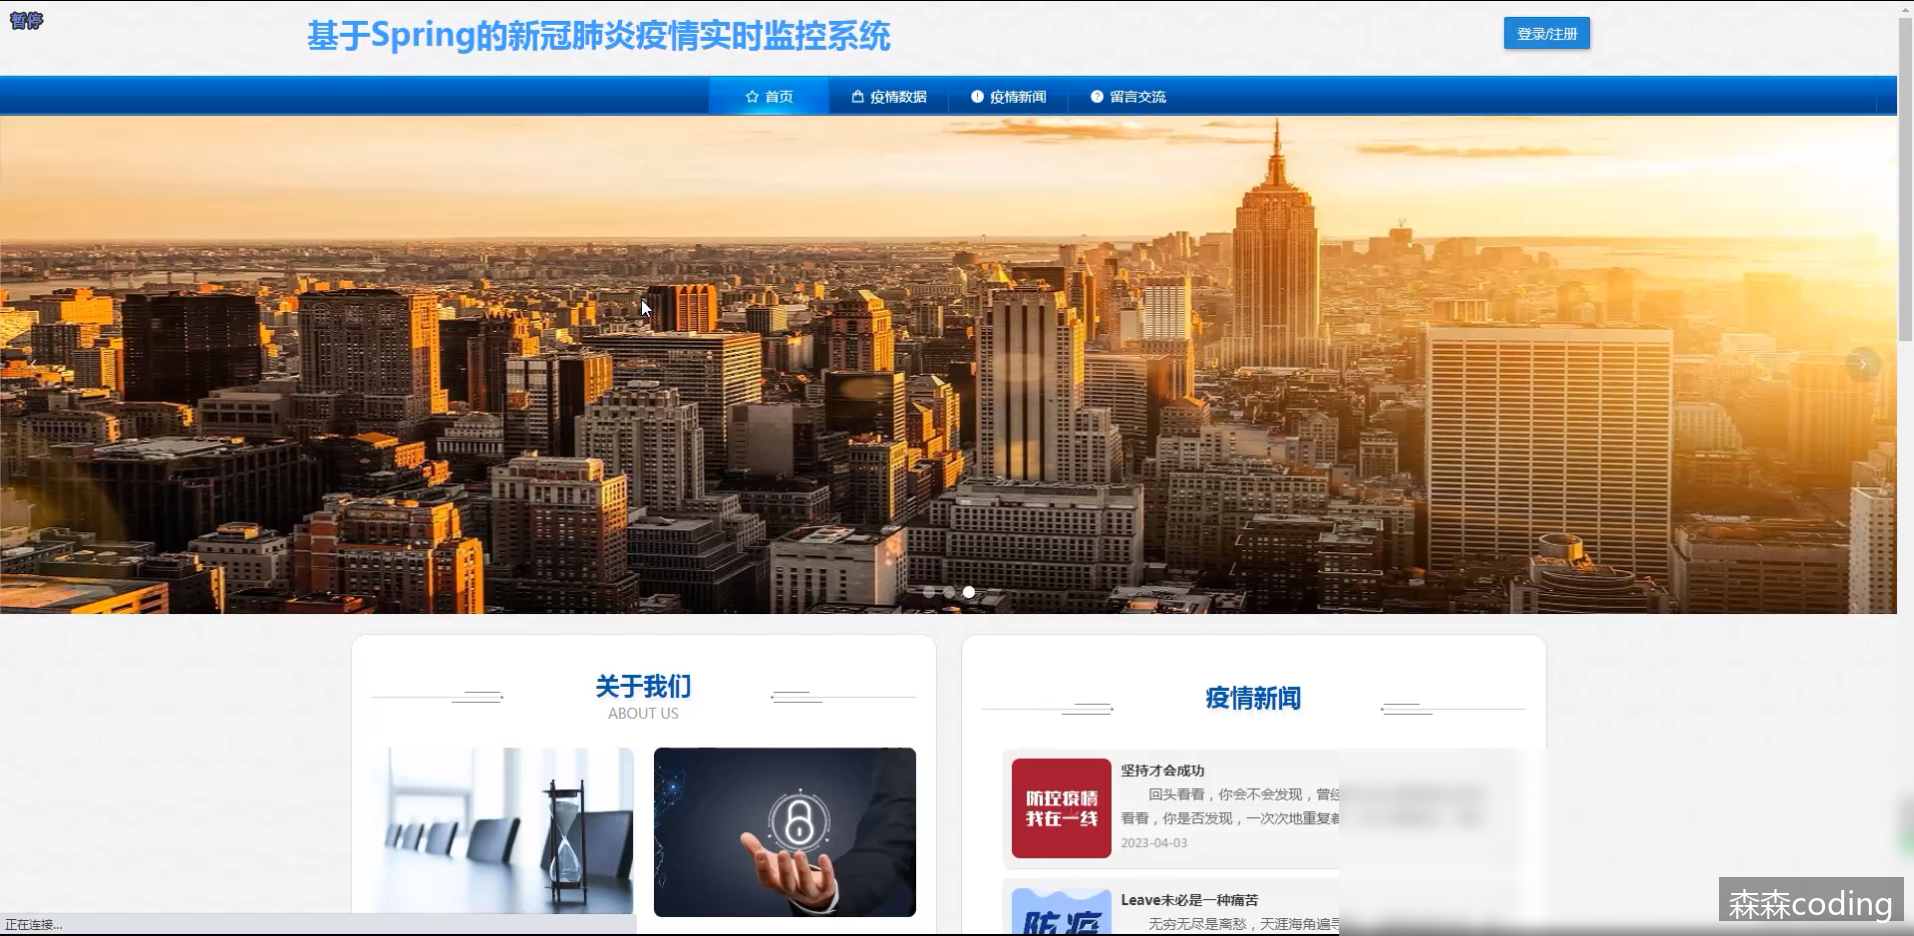 暂停
基于Spring的新冠肺炎疫情实时监控系统
登录/注册
首页
疫情数据
疫情新闻
留言交流
关于我们
ABOUT US
疫情新闻
防控疫情
我在一线
坚持才会成功
回头看看，你会不会发现，曾经
看看，你是否发现，一次次地重复着
2023-04-03
防疫
Leave未必是一种痛苦
无穷无尽是离愁，天涯海角遍寻
正在连接...
森森coding